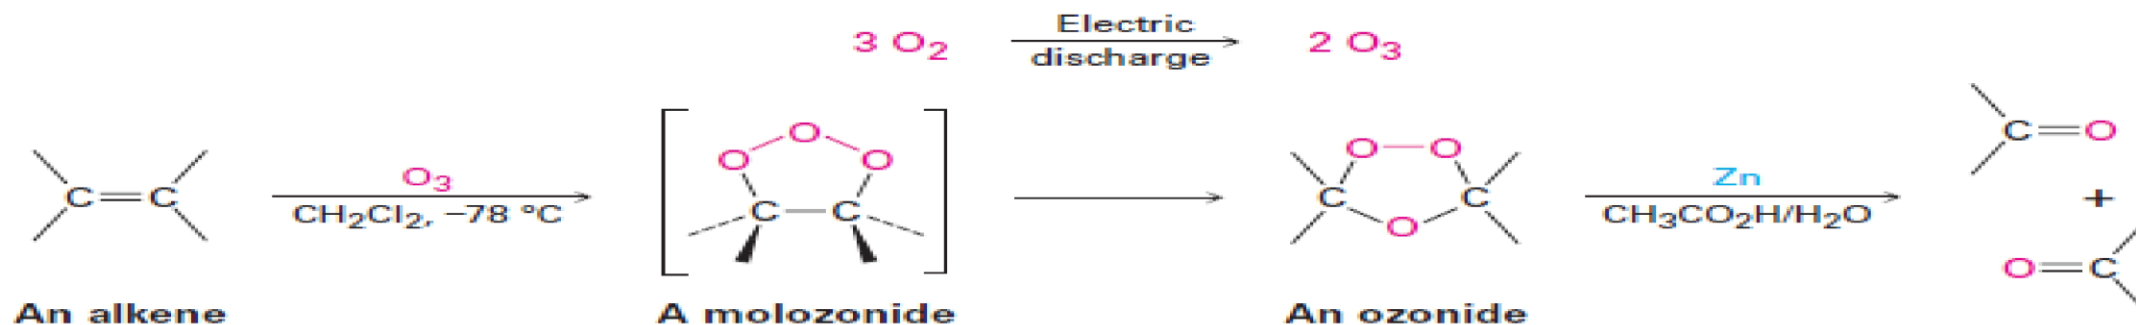 3 O2 Electric discharge 2 O3
O O O C C
C C O3 CH2Cl2, −78 °C
O O C C O
Zn CH3CO2H/H2O
C O
+
O C
An alkene A molozonide An ozonide